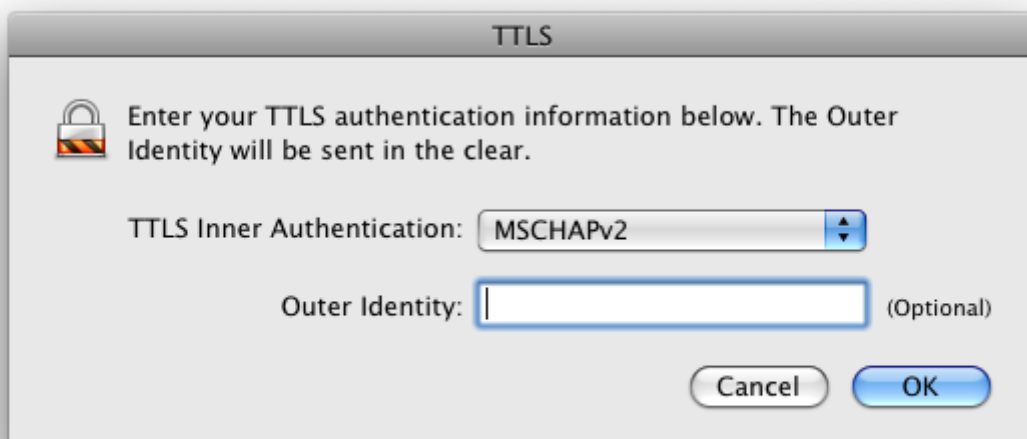 TTLS
Enter your TTLS authentication information below. The Outer
Identity will be sent in the clear.
TTLS Inner Authentication: MSCHAPv2
Outer Identity: (Optional)
Cancel OK